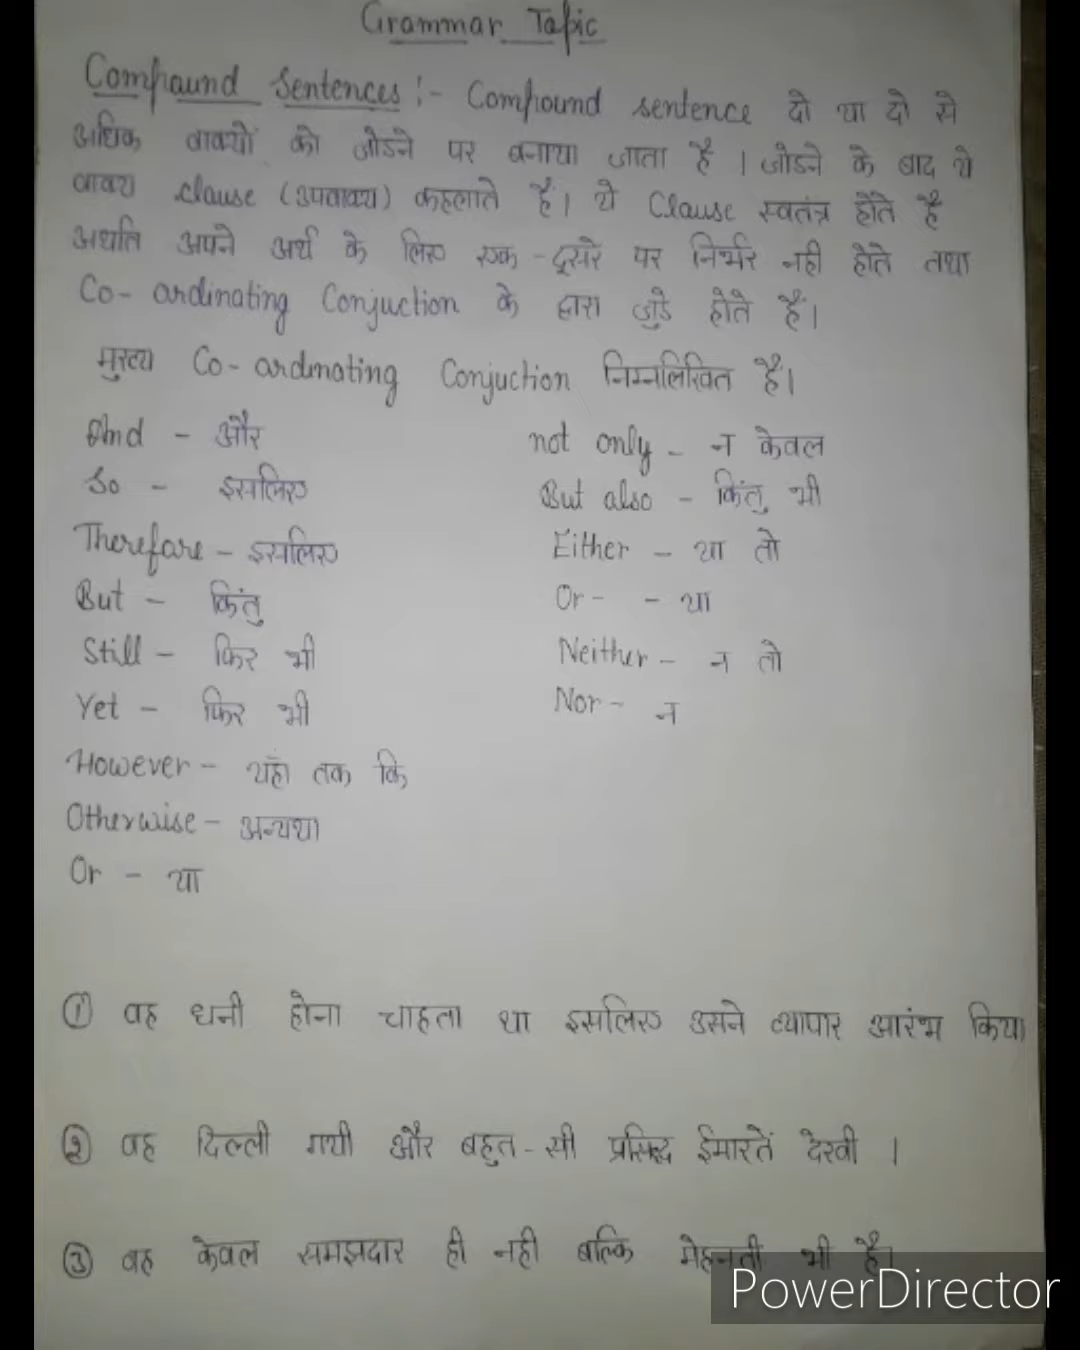 Grammar Topic
Compound Sentences :- Compound sentence दो या दो से
अधिक वाक्यों को जोडने पर बनाया जाता है । जोडने के बाद ये
वाक्य clause (उपवाक्य) कहलाते हैं। ये Clause स्वतंत्र होते है
अर्थात अपने अर्थ के लिए एक-दूसरे पर निर्भर नही होते तथा
Co-ordinating Conjuction के द्वारा जुडे होते हैं।
मुख्य Co-ordinating Conjuction निम्नलिखित हैं।
And - और
not only - न केवल
So - इसलिए
But also - किंतु भी
Therefore - इसलिए
Either - या तो
But - किंतु
Or - - या
Still - फिर भी
Neither - न तो
Yet - फिर भी
Nor - न
However - यहाँ तक कि
Otherwise - अन्यथा
Or - या
① वह धनी होना चाहता था इसलिए उसने व्यापार आरंभ किया
② वह दिल्ली गयी और बहुत-सी प्रसिद्ध ईमारतें देखी ।
③ वह केवल समझदार ही नही बल्कि मेहनती भी है।
PowerDirector